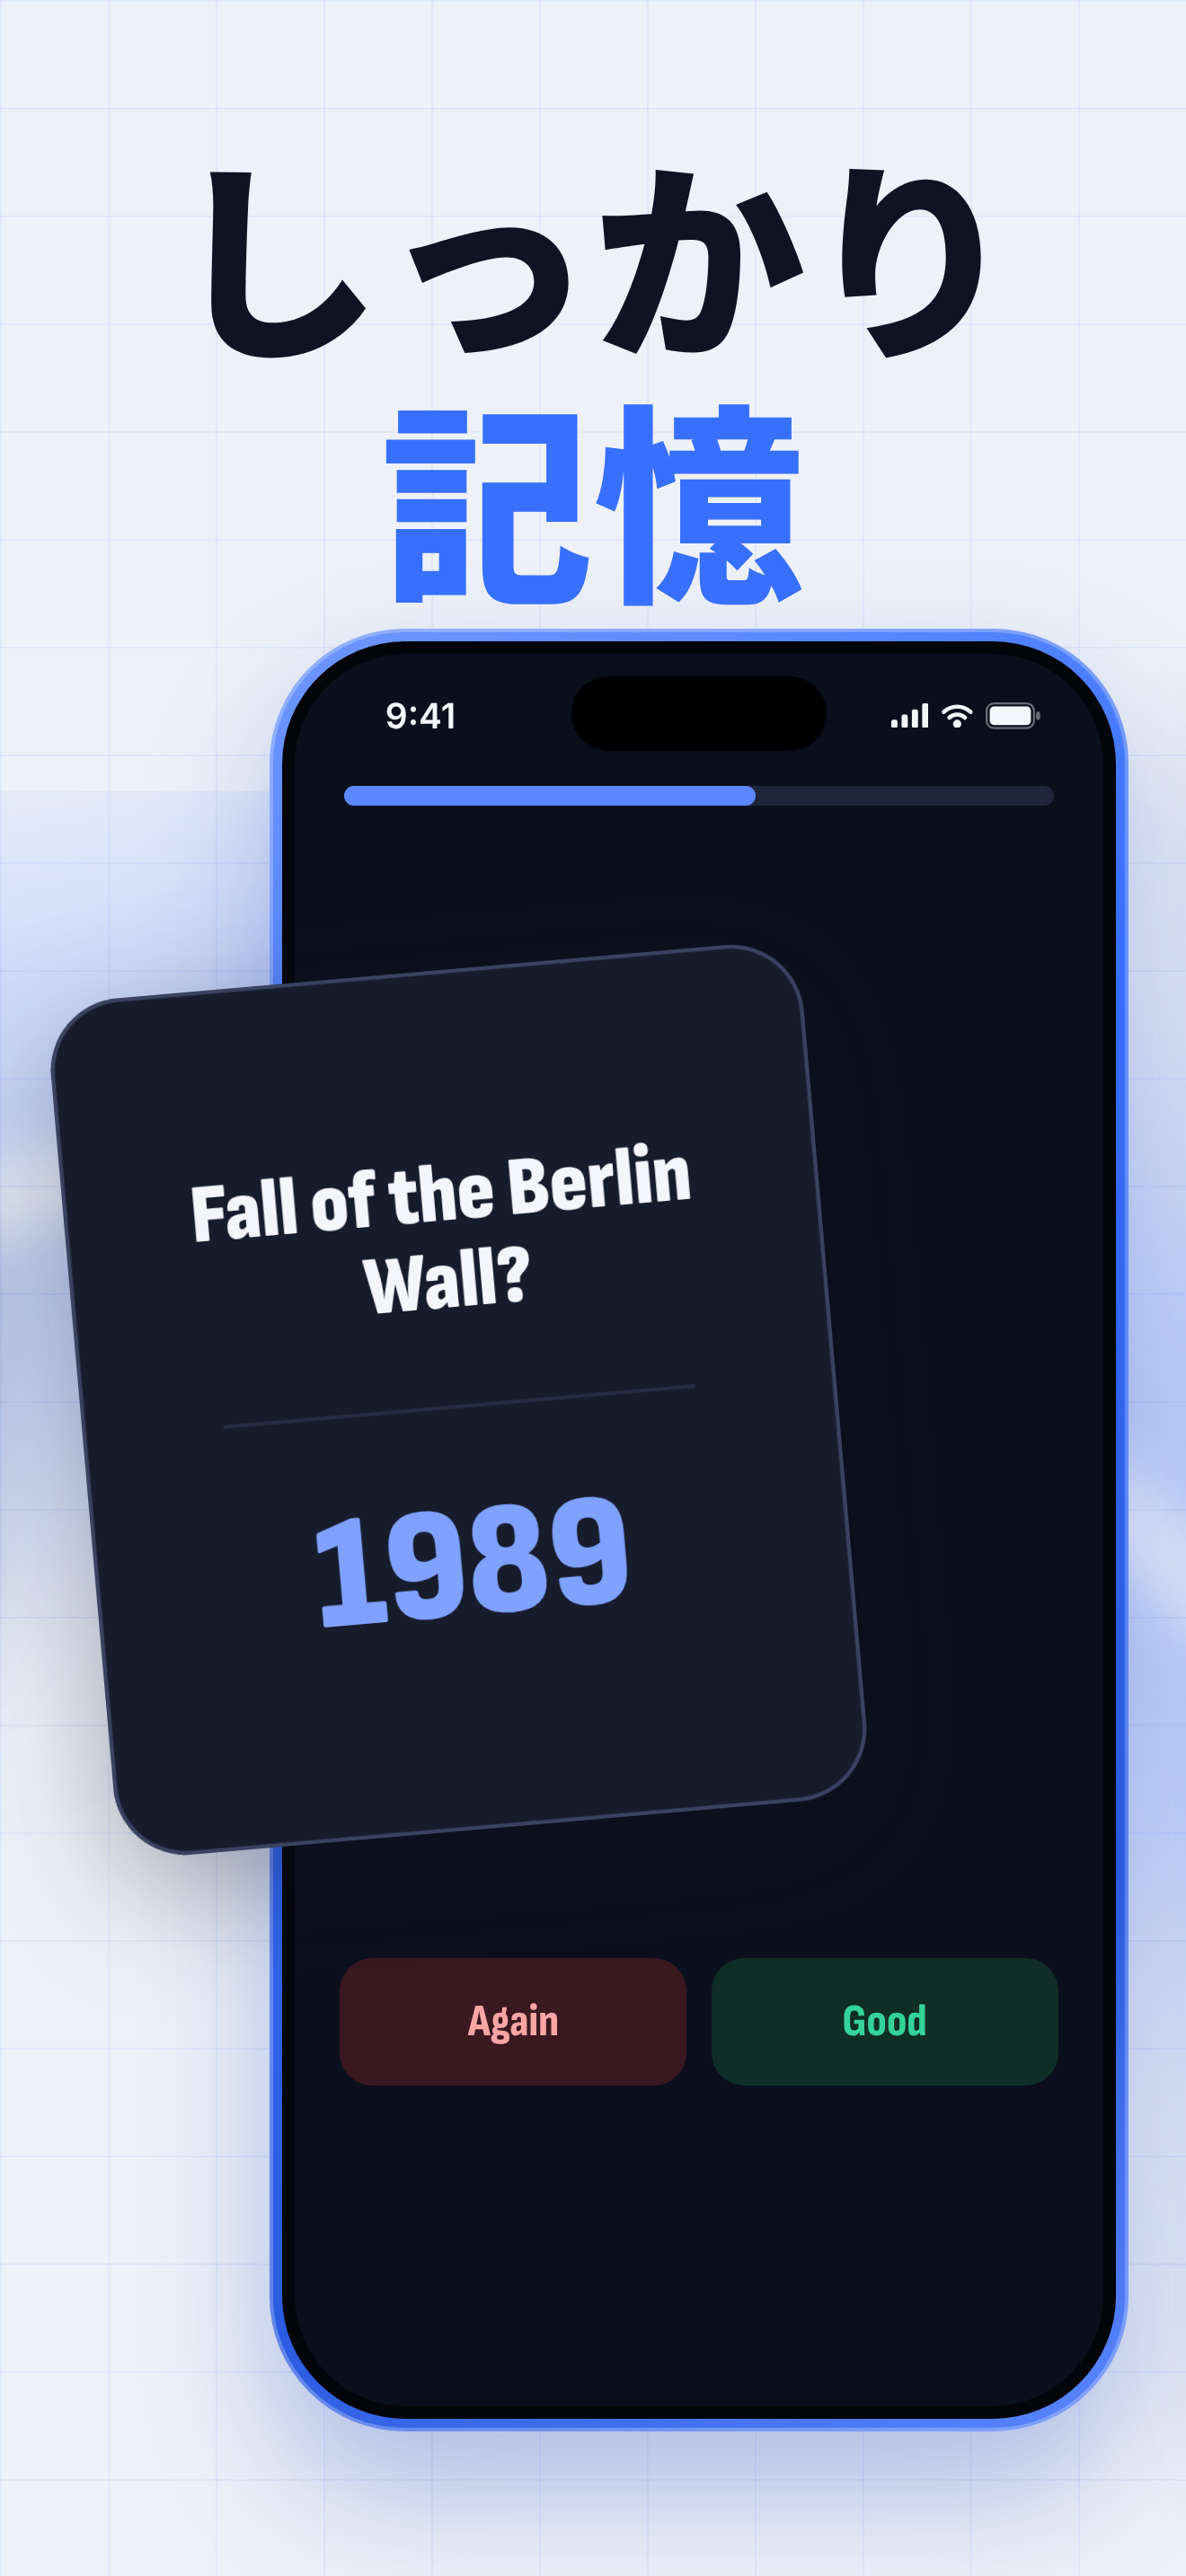 しっかり
記憶
9:41
Fall of the Berlin
Wall?
1989
Again
Good